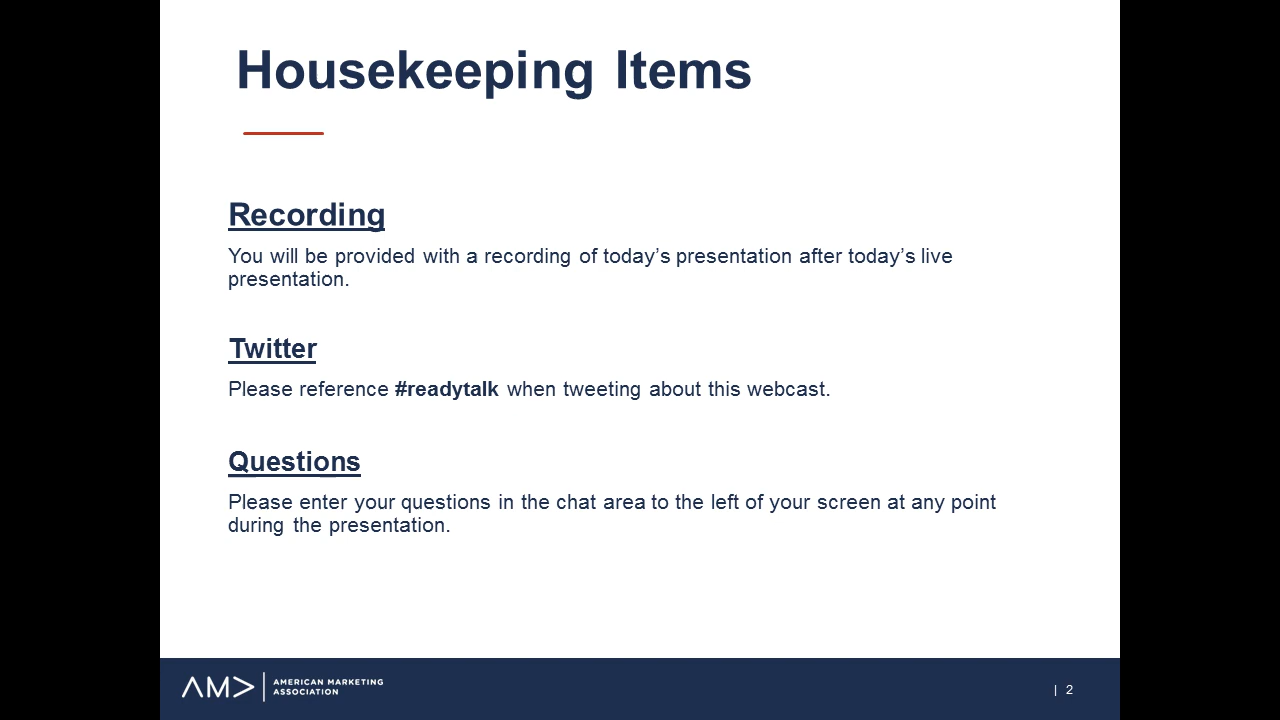 Housekeeping Items
Recording
You will be provided with a recording of today’s presentation after today’s live
presentation.
Twitter
Please reference #readytalk when tweeting about this webcast.
Questions
Please enter your questions in the chat area to the left of your screen at any point
during the presentation.
AMA | AMERICAN MARKETING
ASSOCIATION
| 2